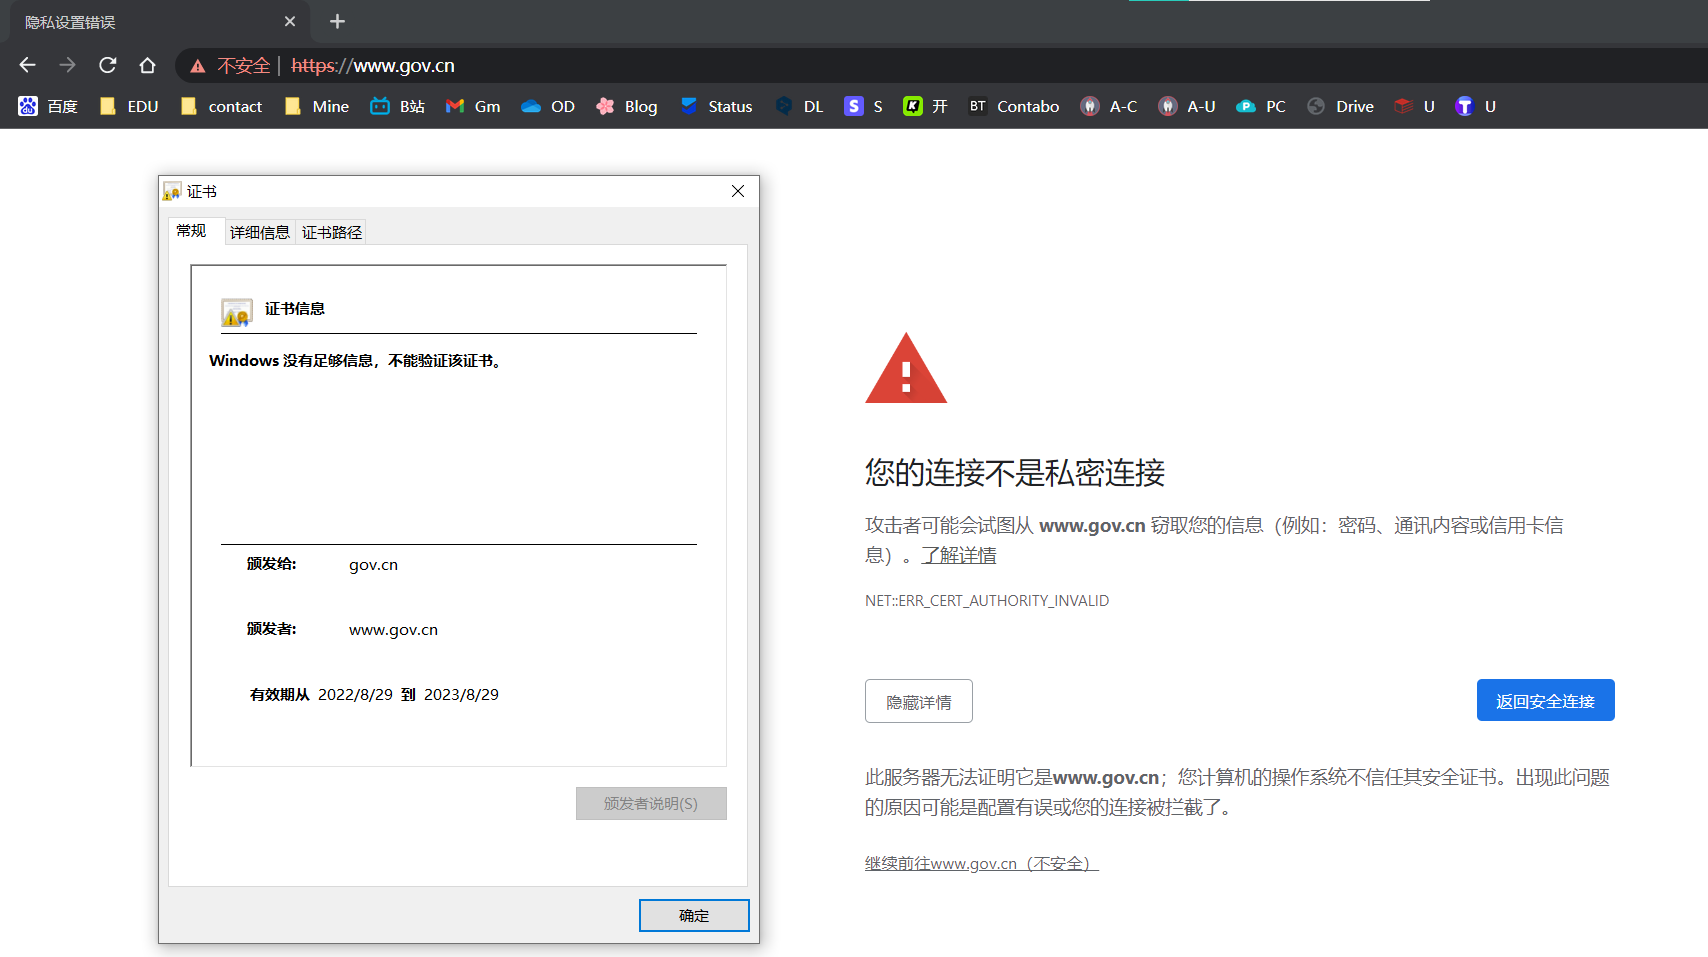 隐私设置错误
不安全 | https://www.gov.cn
百度 EDU contact Mine B站 Gm OD Blog Status DL S 开 Contabo A-C A-U PC Drive U U
证书
常规 详细信息 证书路径
证书信息
Windows 没有足够信息，不能验证该证书。
颁发给: gov.cn
颁发者: www.gov.cn
有效期从 2022/8/29 到 2023/8/29
颁发者说明(S)
确定
您的连接不是私密连接
攻击者可能会试图从 www.gov.cn 窃取您的信息（例如：密码、通讯内容或信用卡信
息）。了解详情
NET::ERR_CERT_AUTHORITY_INVALID
隐藏详情 返回安全连接
此服务器无法证明它是www.gov.cn；您计算机的操作系统不信任其安全证书。出现此问题
的原因可能是配置有误或您的连接被拦截了。
继续前往www.gov.cn（不安全）